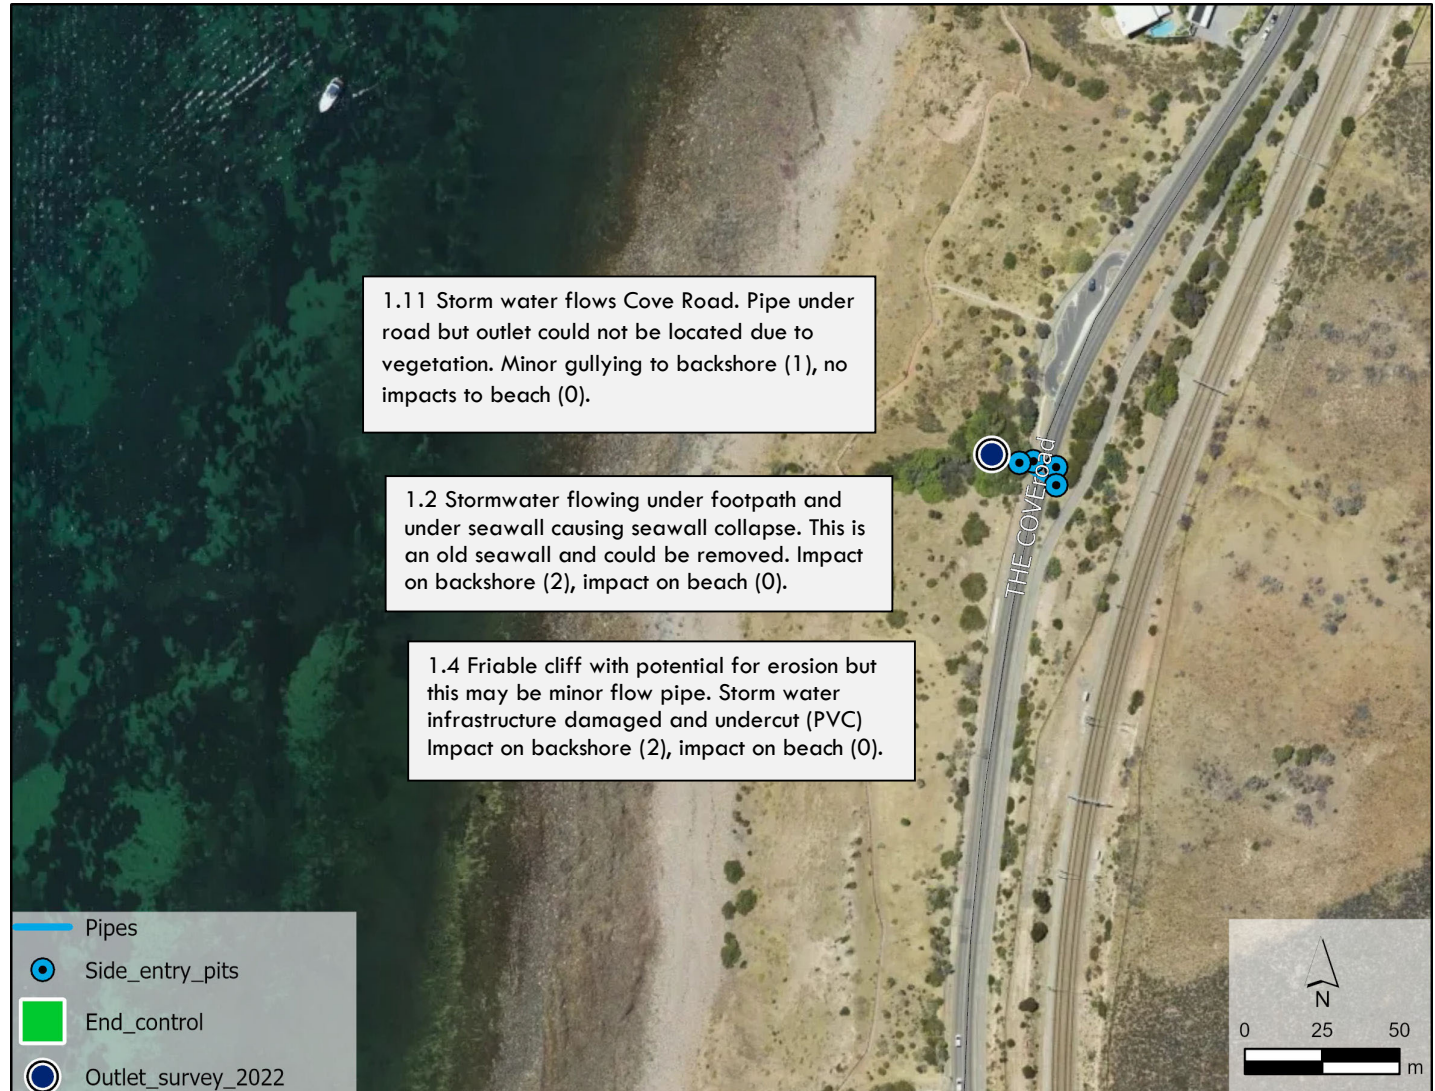 1.11 Storm water flows Cove Road. Pipe under
road but outlet could not be located due to
vegetation. Minor gullying to backshore (1), no
impacts to beach (0).
THE COVEroad
1.2 Stormwater flowing under footpath and
under seawall causing seawall collapse. This is
an old seawall and could be removed. Impact
on backshore (2), impact on beach (0).
1.4 Friable cliff with potential for erosion but
this may be minor flow pipe. Storm water
infrastructure damaged and undercut (PVC)
Impact on backshore (2), impact on beach (0).
Pipes
Side_entry_pits
End_control
Outlet_survey_2022
N
0 25 50
m